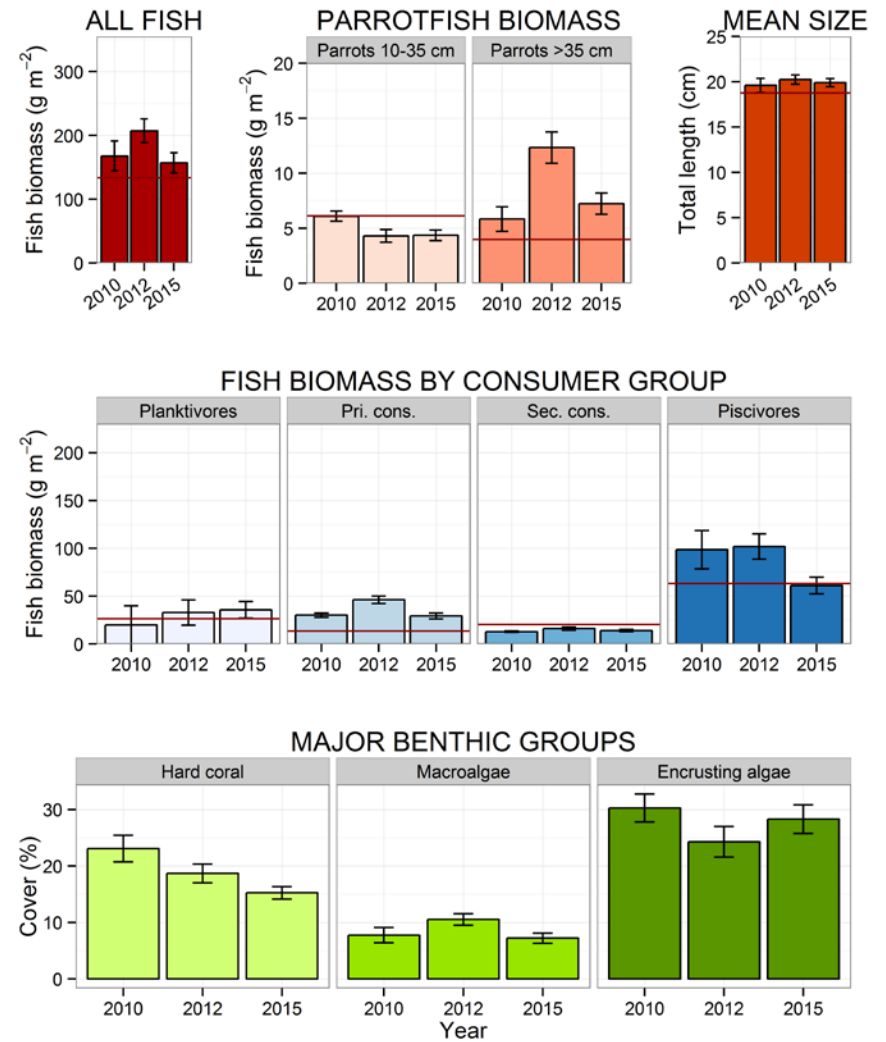 ALL FISH
Fish biomass (g m⁻²)
300
200
100
0
2010
2012
2015
PARROTFISH BIOMASS
Parrots 10-35 cm
Parrots >35 cm
Fish biomass (g m⁻²)
20
15
10
5
0
2010
2012
2015
2010
2012
2015
MEAN SIZE
Total length (cm)
25
20
15
10
5
0
2010
2012
2015
FISH BIOMASS BY CONSUMER GROUP
Planktivores
Pri. cons.
Sec. cons.
Piscivores
Fish biomass (g m⁻²)
200
150
100
50
0
2010
2012
2015
2010
2012
2015
2010
2012
2015
2010
2012
2015
MAJOR BENTHIC GROUPS
Hard coral
Macroalgae
Encrusting algae
Cover (%)
30
20
10
0
2010
2012
2015
2010
2012
2015
2010
2012
2015
Year